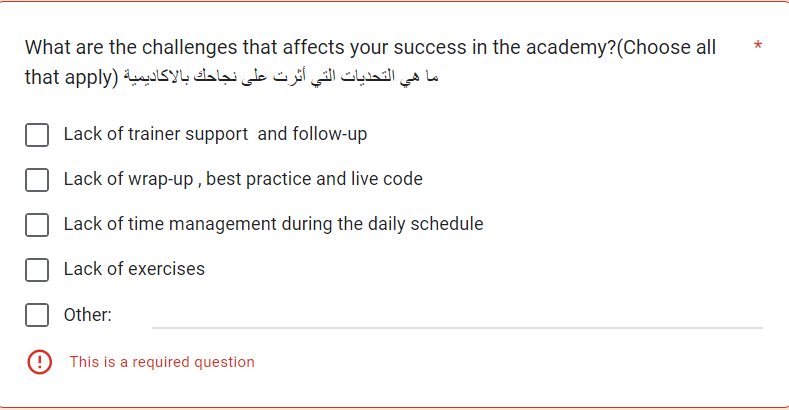 What are the challenges that affects your success in the academy?(Choose all *
that apply) ما هي التحديات التي أثرت على نجاحك بالاكاديمية
Lack of trainer support  and follow-up
Lack of wrap-up , best practice and live code
Lack of time management during the daily schedule
Lack of exercises
Other:
This is a required question